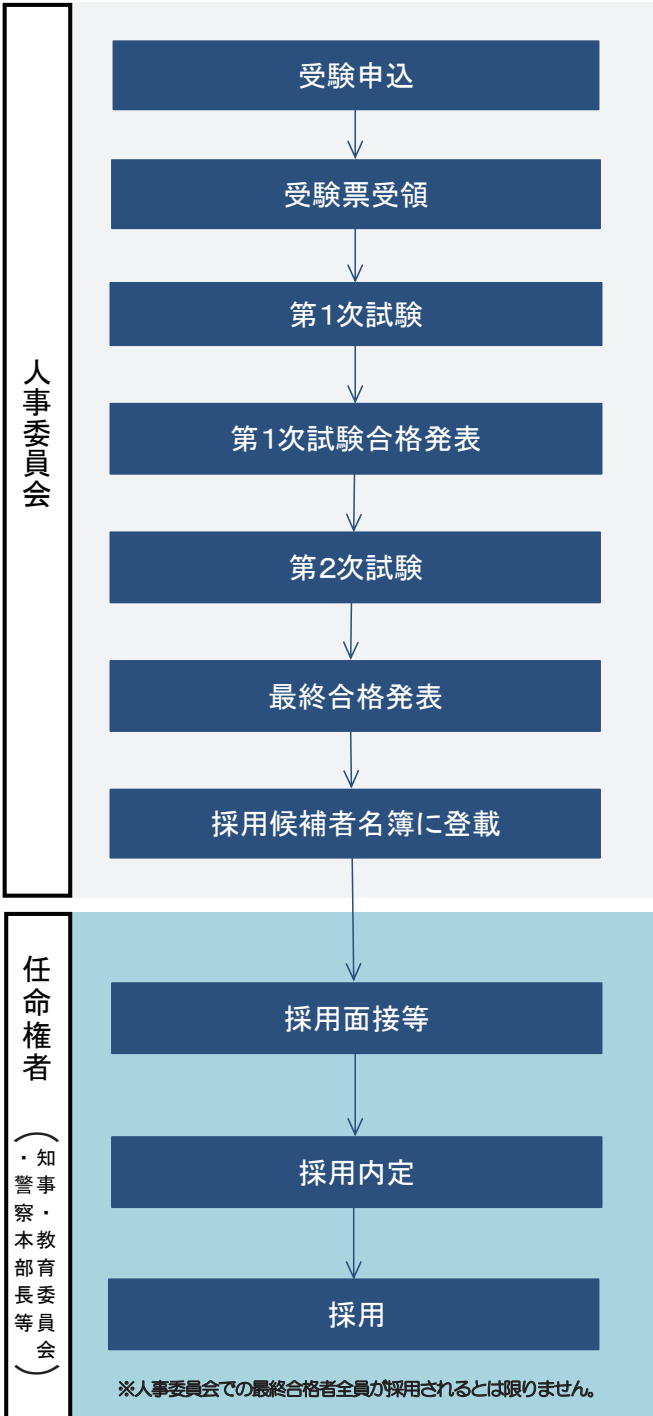 人事委員会
受験申込
受験票受領
第1次試験
第1次試験合格発表
第2次試験
最終合格発表
採用候補者名簿に登載
任命権者
（知事・教育委員会
・警察本部長等）
採用面接等
採用内定
採用
※人事委員会での最終合格者全員が採用されるとは限りません。